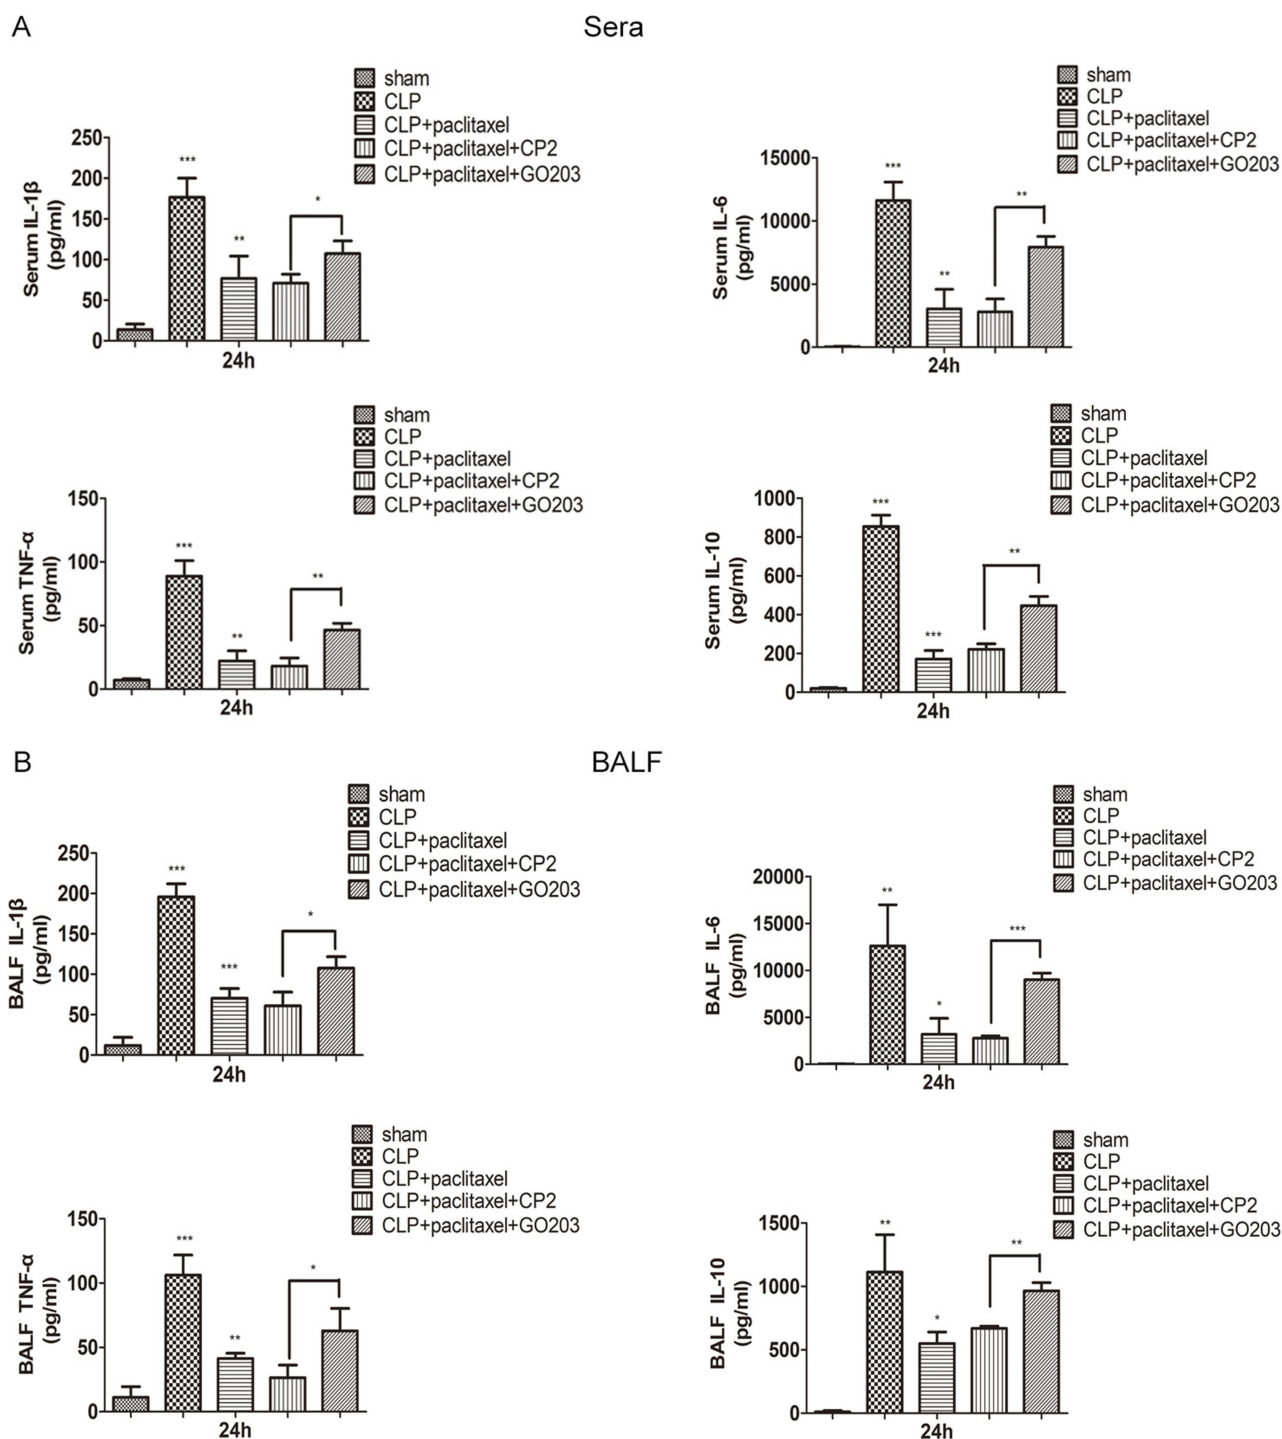 A
Sera
sham
CLP
CLP+paclitaxel
CLP+paclitaxel+CP2
CLP+paclitaxel+GO203
Serum IL-1β
(pg/ml)
250
200
150
100
50
0
***
**
*
24h
sham
CLP
CLP+paclitaxel
CLP+paclitaxel+CP2
CLP+paclitaxel+GO203
Serum IL-6
(pg/ml)
15000
10000
5000
0
***
**
**
24h
sham
CLP
CLP+paclitaxel
CLP+paclitaxel+CP2
CLP+paclitaxel+GO203
Serum TNF-α
(pg/ml)
150
100
50
0
***
**
**
24h
sham
CLP
CLP+paclitaxel
CLP+paclitaxel+CP2
CLP+paclitaxel+GO203
Serum IL-10
(pg/ml)
1000
800
600
400
200
0
***
***
**
24h
B
BALF
sham
CLP
CLP+paclitaxel
CLP+paclitaxel+CP2
CLP+paclitaxel+GO203
BALF IL-1β
(pg/ml)
250
200
150
100
50
0
***
***
*
24h
sham
CLP
CLP+paclitaxel
CLP+paclitaxel+CP2
CLP+paclitaxel+GO203
BALF IL-6
(pg/ml)
20000
15000
10000
5000
0
**
*
***
24h
sham
CLP
CLP+paclitaxel
CLP+paclitaxel+CP2
CLP+paclitaxel+GO203
BALF TNF-α
(pg/ml)
150
100
50
0
***
**
*
24h
sham
CLP
CLP+paclitaxel
CLP+paclitaxel+CP2
CLP+paclitaxel+GO203
BALF IL-10
(pg/ml)
1500
1000
500
0
**
*
**
24h